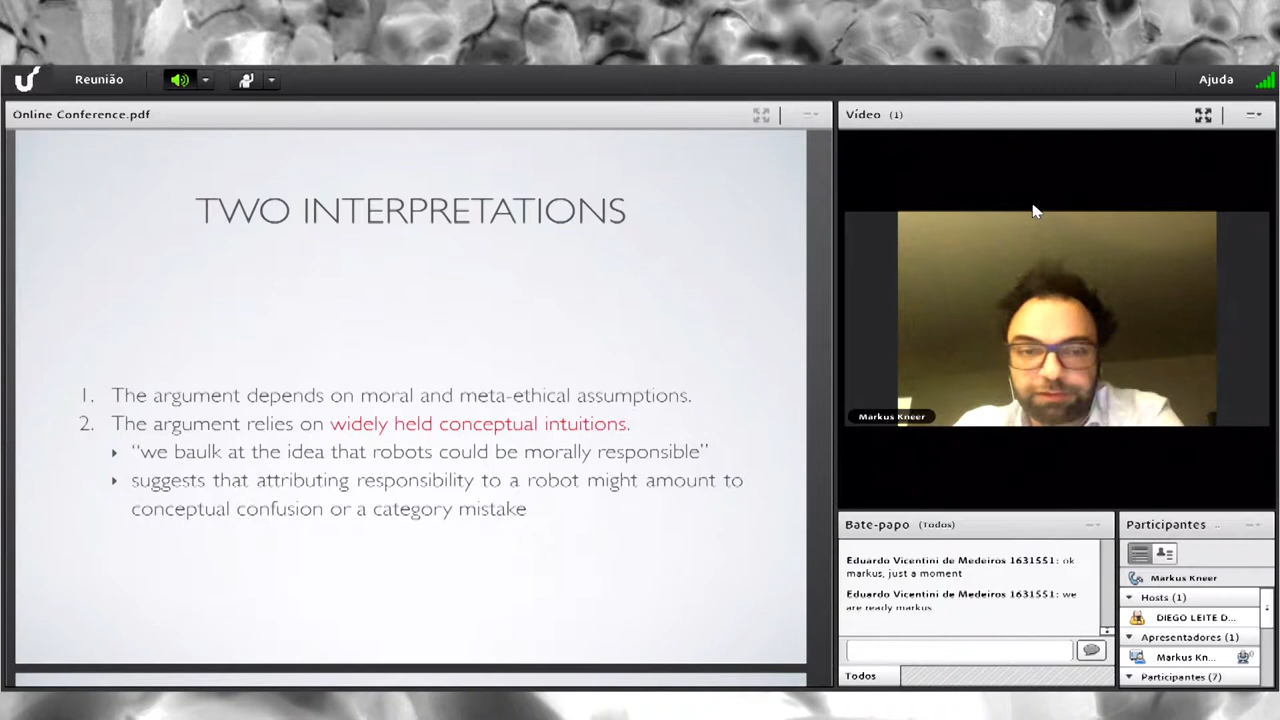 Reunião
Ajuda
Online Conference.pdf
TWO INTERPRETATIONS
1. The argument depends on moral and meta-ethical assumptions.
2. The argument relies on widely held conceptual intuitions.
“we baulk at the idea that robots could be morally responsible”
suggests that attributing responsibility to a robot might amount to
conceptual confusion or a category mistake
Vídeo (1)
Markus Kneer
Bate-papo (Todos)
Eduardo Vicentini de Medeiros 1631551: ok
markus, just a moment
Eduardo Vicentini de Medeiros 1631551: we
are ready markus
Todos
Participantes ..
Markus Kneer
Hosts (1)
DIEGO LEITE D...
Apresentadores (1)
Markus Kn...
Participantes (7)